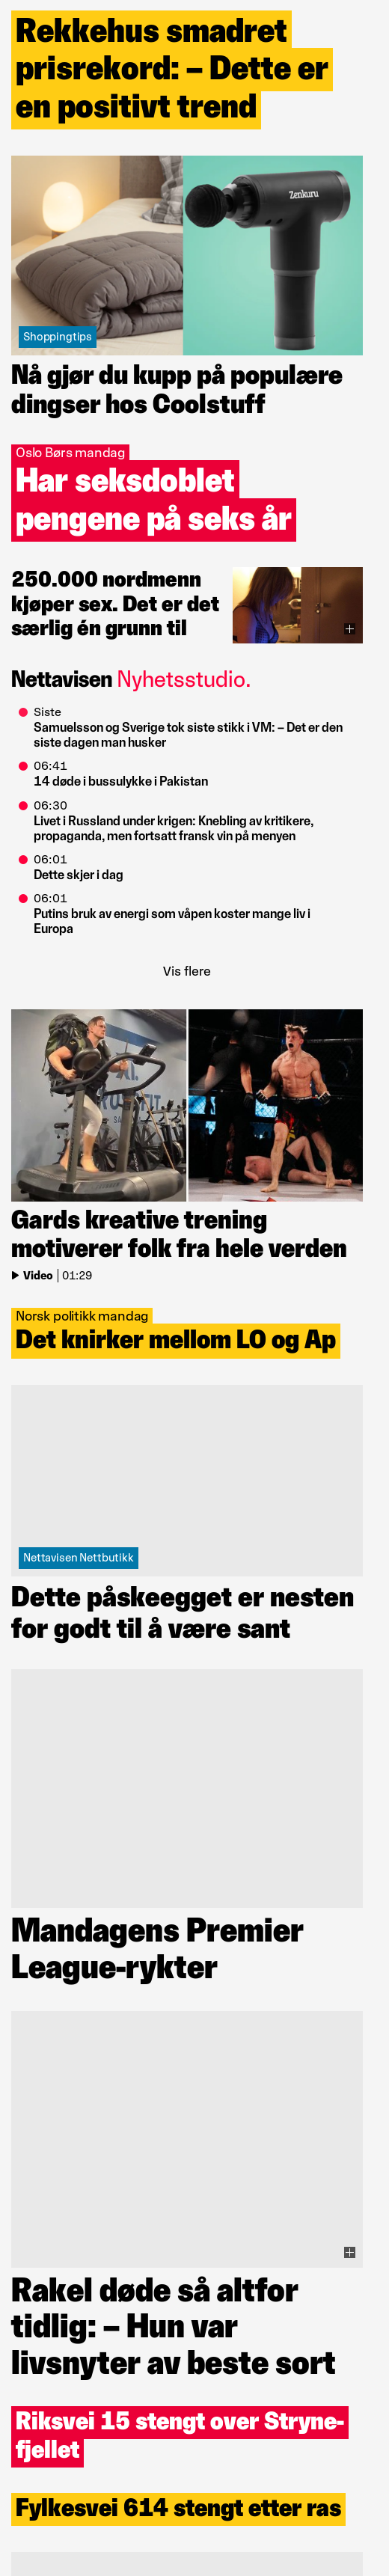 Rekkehus smadret
prisrekord: – Dette er
en positivt trend
Zenkuru
Shoppingtips
Nå gjør du kupp på populære
dingser hos Coolstuff
Oslo Børs mandag
Har seksdoblet
pengene på seks år
250.000 nordmenn
kjøper sex. Det er det
særlig én grunn til
Nettavisen Nyhetsstudio.
Siste
Samuelsson og Sverige tok siste stikk i VM: – Det er den
siste dagen man husker
06:41
14 døde i bussulykke i Pakistan
06:30
Livet i Russland under krigen: Knebling av kritikere,
propaganda, men fortsatt fransk vin på menyen
06:01
Dette skjer i dag
06:01
Putins bruk av energi som våpen koster mange liv i
Europa
Vis flere
Gards kreative trening
motiverer folk fra hele verden
Video 01:29
Norsk politikk mandag
Det knirker mellom LO og Ap
Nettavisen Nettbutikk
Dette påskeegget er nesten
for godt til å være sant
Mandagens Premier
League-rykter
Rakel døde så altfor
tidlig: – Hun var
livsnyter av beste sort
Riksvei 15 stengt over Stryne-
fjellet
Fylkesvei 614 stengt etter ras